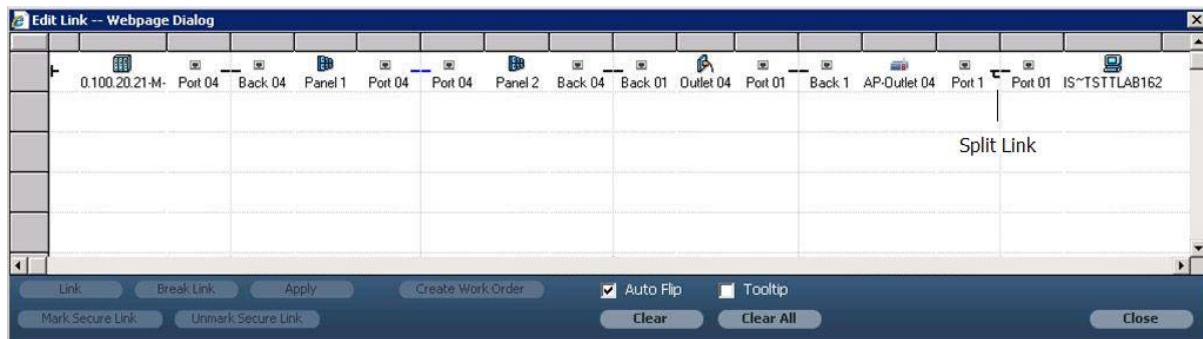 Edit Link -- Webpage Dialog
0.100.20.21-M- Port 04 Back 04 Panel 1 Port 04 Port 04 Panel 2 Back 04 Back 01 Outlet 04 Port 01 Back 1 AP-Outlet 04 Port 1 Port 01 IS~TSTTLAB162
Split Link
Link Break Link Apply Create Work Order Auto Flip Tooltip
Mark Secure Link Unmark Secure Link Clear Clear All Close